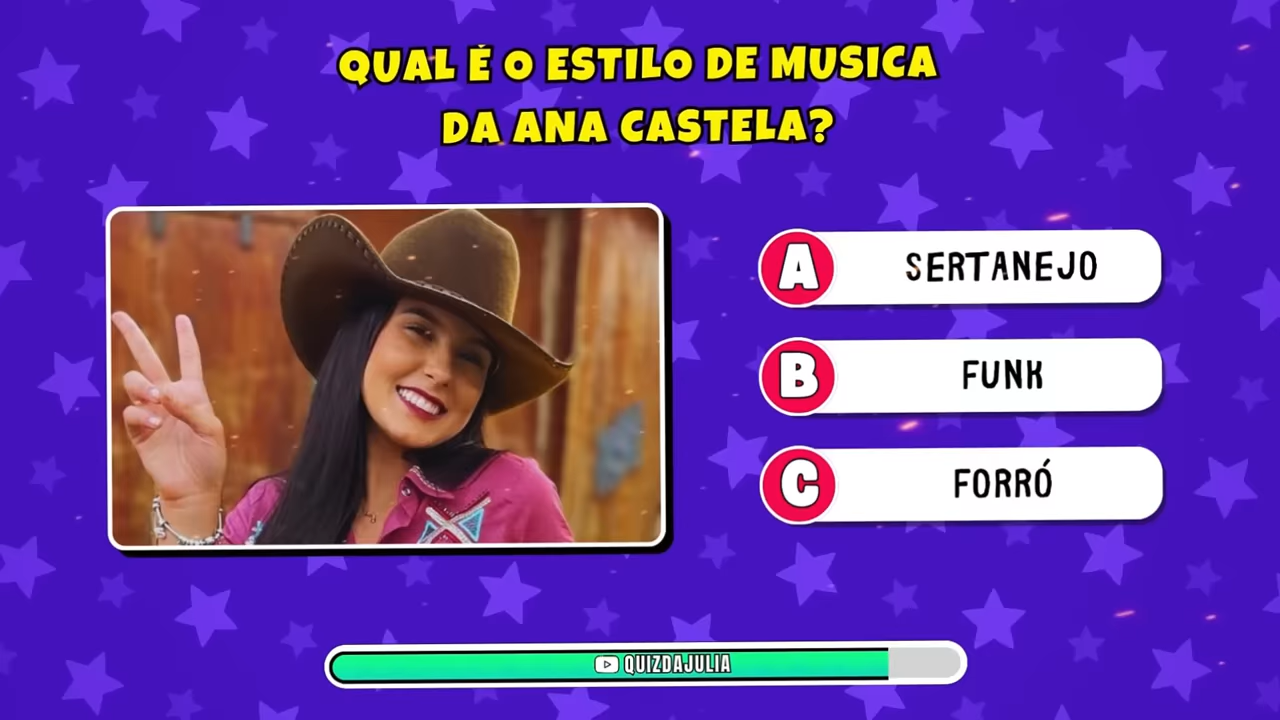 QUAL É O ESTILO DE MUSICA
DA ANA CASTELA?
A SERTANEJO
B FUNK
C FORRÓ
QUIZDAJULIA